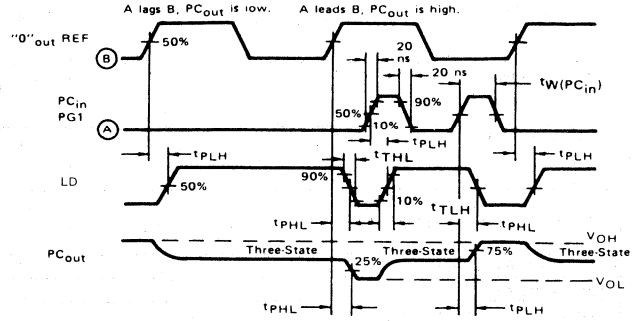 A lags B, PCout is low. A leads B, PCout is high.
"0"out REF
B
50%
20 ns
20 ns
tW(PCin)
PCin
PG1
A
50%
10%
90%
tPLH
tPLH
tTHL
LD
50%
90%
10%
tPHL
tTLH
tPHL
VOH
PCout
Three-State
25%
Three-State
75%
Three-State
VOL
tPHL
tPLH